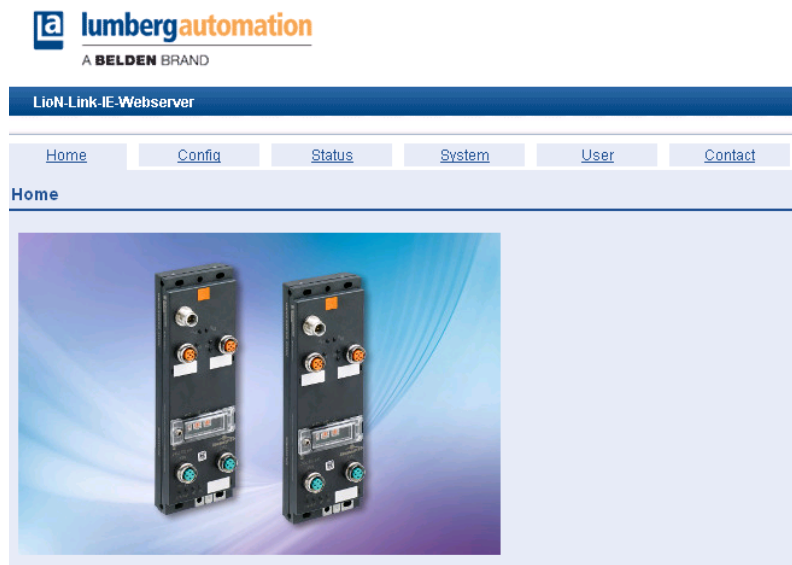 lumbergautomation
A BELDEN BRAND
LioN-Link-IE-Webserver
Home Config Status System User Contact
Home